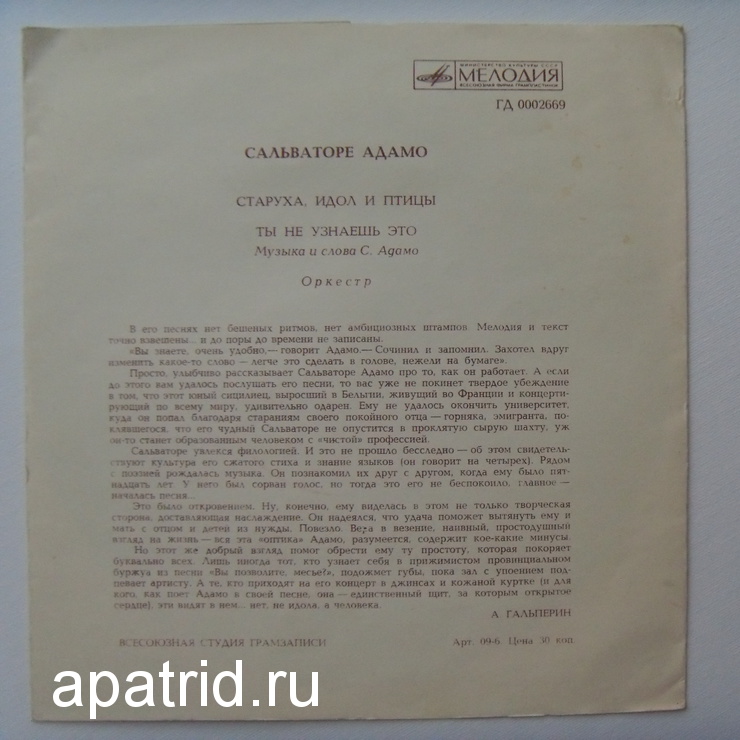 МИНИСТЕРСТВО КУЛЬТУРЫ СССР
МЕЛОДИЯ
ВСЕСОЮЗНАЯ ФИРМА ГРАМПЛАСТИНОК
ГД 0002669
САЛЬВАТОРЕ АДАМО
СТАРУХА, ИДОЛ И ПТИЦЫ
ТЫ НЕ УЗНАЕШЬ ЭТО
Музыка и слова С. Адамо
Оркестр
В его песнях нет бешеных ритмов, нет амбициозных штампов. Мелодия и текст
точно взвешены... и до поры до времени не записаны.
«Вы знаете, очень удобно,— говорит Адамо.— Сочинил и запомнил. Захотел вдруг
изменить какое-то слово — легче это сделать в голове, нежели на бумаге».
Просто, улыбчиво рассказывает Сальваторе Адамо про то, как он работает. А если
до этого вам удалось послушать его песни, то вас уже не покинет твердое убеждение
в том, что этот юный сицилиец, выросший в Бельгии, живущий во Франции и концерти-
рующий по всему миру, удивительно одарен. Ему не удалось окончить университет,
куда он попал благодаря стараниям своего покойного отца — горняка, эмигранта, по-
клявшегося, что его чудный Сальваторе не опустится в проклятую сырую шахту, уж
он-то станет образованным человеком с «чистой» профессией.
Сальваторе увлекся филологией. И это не прошло бесследно — об этом свидетель-
ствуют культура его сжатого стиха и знание языков (он говорит на четырех). Рядом
с поэзией рождалась музыка. Он познакомил их друг с другом, когда ему было пят-
надцать лет. У него был сорван голос, но тогда это его не беспокоило, главное —
началась песня...
Это было откровением. Ну, конечно, ему виделась в этом не только творческая
сторона, доставляющая наслаждение. Он надеялся, что удача поможет вытянуть ему и
мать с отцом и детей из нужды. Повезло. Вера в везение, наивный, простодушный
взгляд на жизнь — вся эта «оптика» Адамо, разумеется, содержит кое-какие минусы.
Но этот же добрый взгляд помог обрести ему ту простоту, которая покоряет
буквально всех. Лишь иногда тот, кто узнает себя в прижимистом провинциальном
буржуа из песни «Вы позволите, месье?», подожмет губы, пока зал с упоением подпе-
вает артисту. А те, кто приходят на его концерт в джинсах и кожаной куртке (и для
кого, как поет Адамо в своей песне, она — единственный щит, за которым открытое
сердце), эти видят в нем... нет, не идола, а человека.
А. ГАЛЬПЕРИН
ВСЕСОЮЗНАЯ СТУДИЯ ГРАМЗАПИСИ
Арт. 09-6. Цена 30 коп.
apatrid.ru